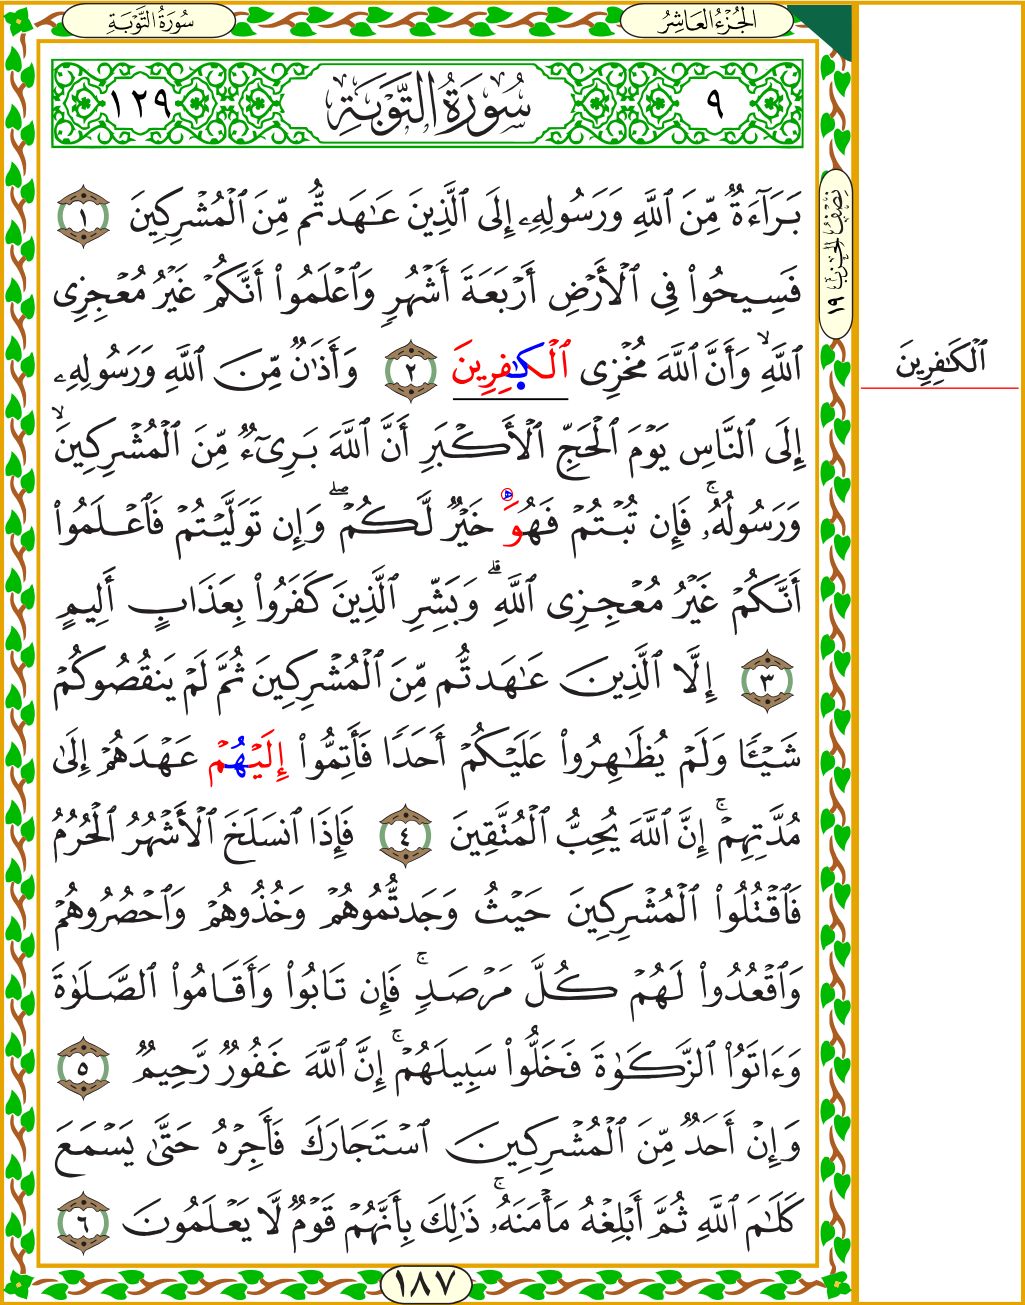 سُورَةُ التَّوۡبَةِ
الجُزۡءُ العَاشِرُ
٩ سُورَةُ التَّوۡبَةِ ١٢٩
نِصۡفُ الحِزۡبِ ١٩
بَرَآءَةٞ مِّنَ ٱللَّهِ وَرَسُولِهِۦٓ إِلَى ٱلَّذِينَ عَٰهَدتُّم مِّنَ ٱلۡمُشۡرِكِينَ ١
فَسِيحُواْ فِي ٱلۡأَرۡضِ أَرۡبَعَةَ أَشۡهُرٖ وَٱعۡلَمُوٓاْ أَنَّكُمۡ غَيۡرُ مُعۡجِزِي
ٱللَّهِ وَأَنَّ ٱللَّهَ مُخۡزِي ٱلۡكَٰفِرِينَ ٢ وَأَذَٰنٞ مِّنَ ٱللَّهِ وَرَسُولِهِۦٓ
ٱلۡكَٰفِرِينَ
إِلَى ٱلنَّاسِ يَوۡمَ ٱلۡحَجِّ ٱلۡأَكۡبَرِ أَنَّ ٱللَّهَ بَرِيٓءٞ مِّنَ ٱلۡمُشۡرِكِينَ
وَرَسُولُهُۥۚ فَإِن تُبۡتُمۡ فَهُوَ خَيۡرٞ لَّكُمۡۖ وَإِن تَوَلَّيۡتُمۡ فَٱعۡلَمُوٓاْ
أَنَّكُمۡ غَيۡرُ مُعۡجِزِي ٱللَّهِۗ وَبَشِّرِ ٱلَّذِينَ كَفَرُواْ بِعَذَابٍ أَلِيمٍ
٣ إِلَّا ٱلَّذِينَ عَٰهَدتُّم مِّنَ ٱلۡمُشۡرِكِينَ ثُمَّ لَمۡ يَنقُصُوكُمۡ
شَيۡـٔٗا وَلَمۡ يُظَٰهِرُواْ عَلَيۡكُمۡ أَحَدٗا فَأَتِمُّوٓاْ إِلَيۡهُمۡ عَهۡدَهُمۡ إِلَىٰ
مُدَّتِهِمۡۚ إِنَّ ٱللَّهَ يُحِبُّ ٱلۡمُتَّقِينَ ٤ فَإِذَا ٱنسَلَخَ ٱلۡأَشۡهُرُ ٱلۡحُرُمُ
فَٱقۡتُلُواْ ٱلۡمُشۡرِكِينَ حَيۡثُ وَجَدتُّمُوهُمۡ وَخُذُوهُمۡ وَٱحۡصُرُوهُمۡ
وَٱقۡعُدُواْ لَهُمۡ كُلَّ مَرۡصَدٖۚ فَإِن تَابُواْ وَأَقَامُواْ ٱلصَّلَوٰةَ
وَءَاتَوُاْ ٱلزَّكَوٰةَ فَخَلُّواْ سَبِيلَهُمۡۚ إِنَّ ٱللَّهَ غَفُورٞ رَّحِيمٞ ٥
وَإِنۡ أَحَدٞ مِّنَ ٱلۡمُشۡرِكِينَ ٱسۡتَجَارَكَ فَأَجِرۡهُ حَتَّىٰ يَسۡمَعَ
كَلَٰمَ ٱللَّهِ ثُمَّ أَبۡلِغۡهُ مَأۡمَنَهُۥۚ ذَٰلِكَ بِأَنَّهُمۡ قَوۡمٞ لَّا يَعۡلَمُونَ ٦
١٨٧